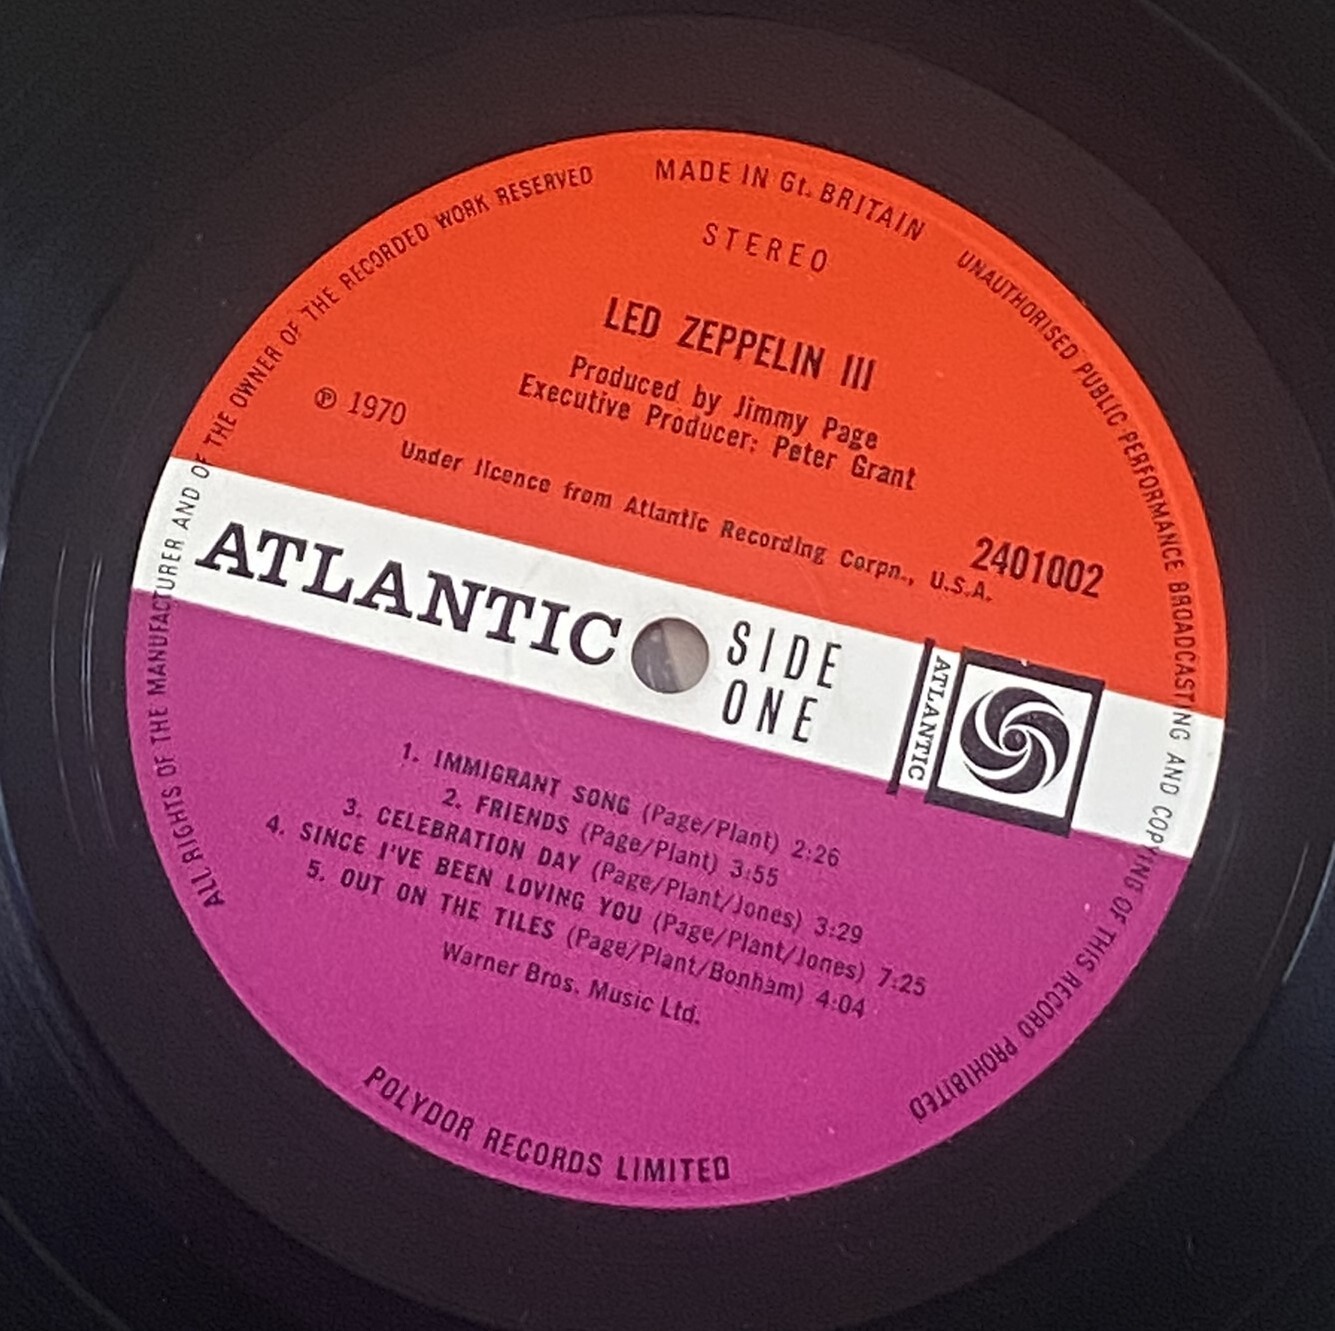 MADE IN Gt. BRITAIN
UNAUTHORISED PUBLIC PERFORMANCE BROADCASTING AND COPYING OF THIS RECORD PROHIBITED
ALL RIGHTS OF THE MANUFACTURER AND OF THE OWNER OF THE RECORDED WORK RESERVED
STEREO
LED ZEPPELIN III
Produced by Jimmy Page
Executive Producer: Peter Grant
℗ 1970
Under licence from Atlantic Recording Corpn., U.S.A.
2401002
ATLANTIC
SIDE
ONE
ATLANTIC
1. IMMIGRANT SONG (Page/Plant) 2:26
2. FRIENDS (Page/Plant) 3:55
3. CELEBRATION DAY (Page/Plant/Jones) 3:29
4. SINCE I'VE BEEN LOVING YOU (Page/Plant/Jones) 7:25
5. OUT ON THE TILES (Page/Plant/Bonham) 4:04
Warner Bros. Music Ltd.
POLYDOR RECORDS LIMITED